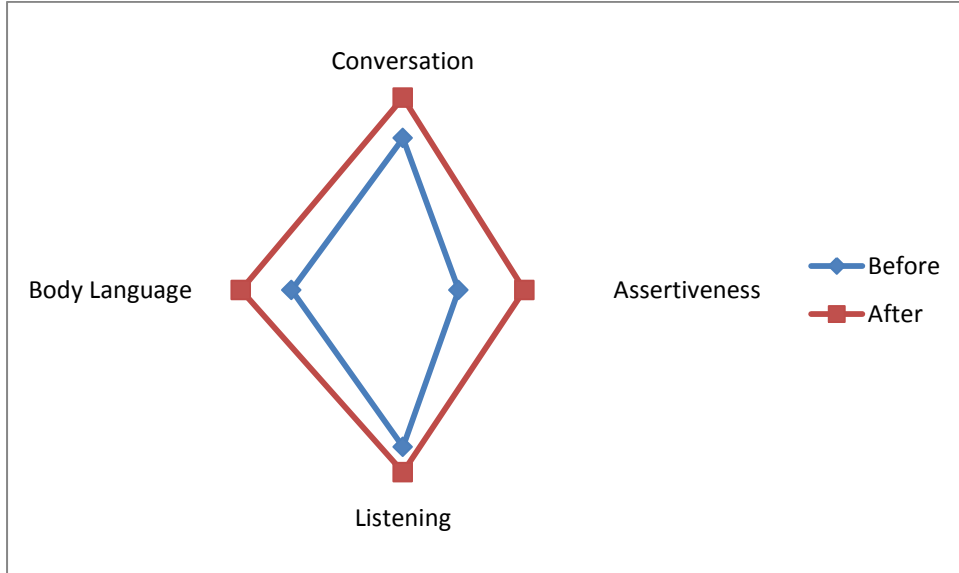 Conversation
Body Language
Assertiveness
Before
After
Listening